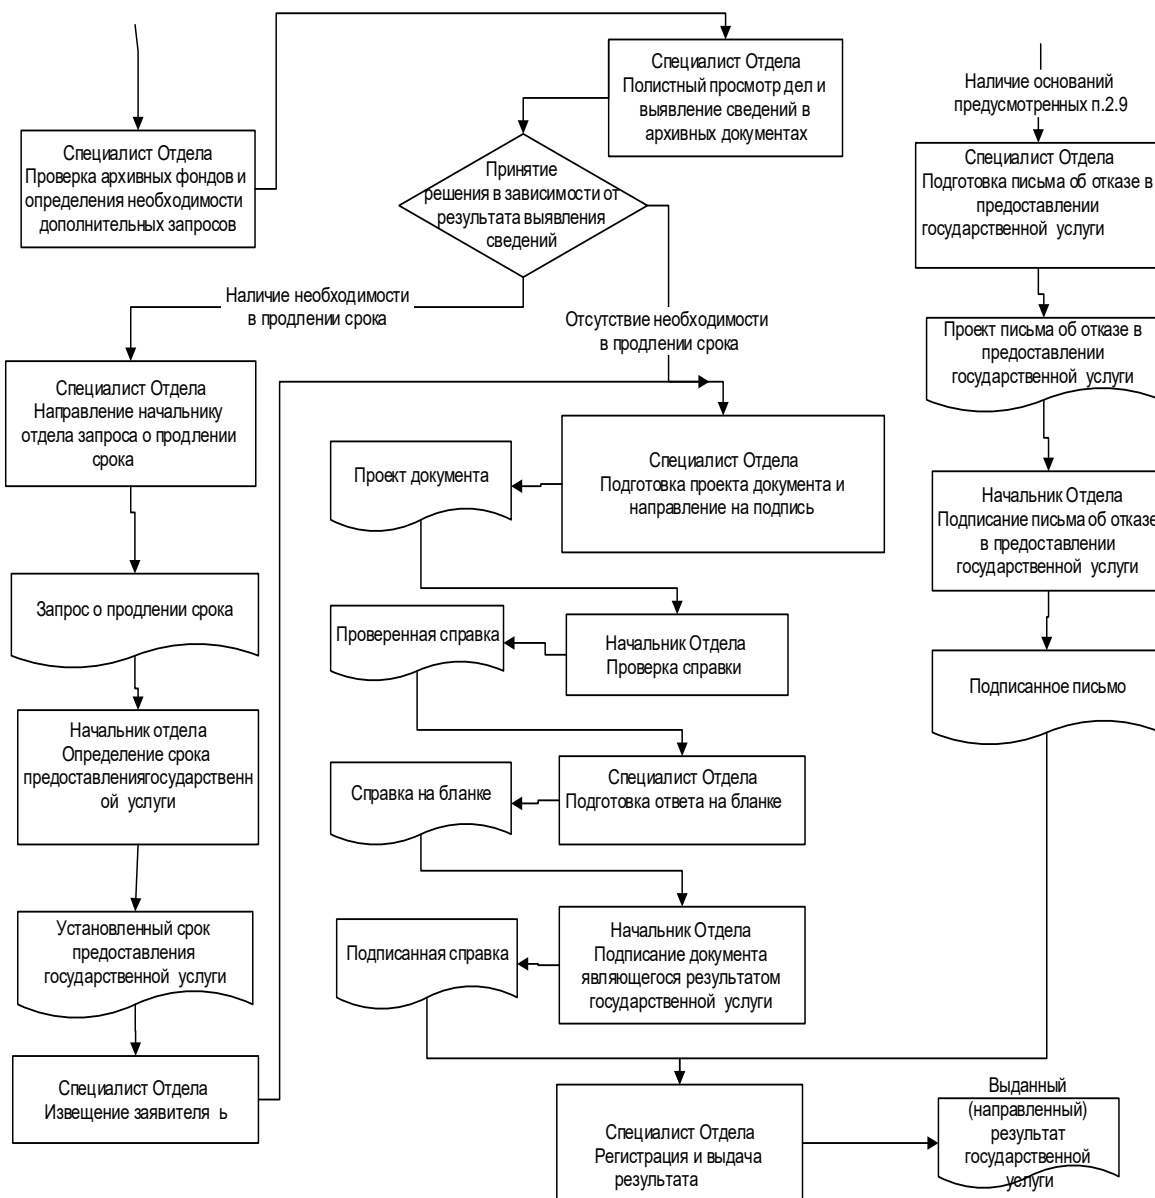 Специалист Отдела
Полистный просмотр дел и
выявление сведений в
архивных документах
Наличие оснований
предусмотренных п.2.9
Специалист Отдела
Проверка архивных фондов и
определения необходимости
дополнительных запросов
Принятие
решения в зависимости от
результата выявления
сведений
Специалист Отдела
Подготовка письма об отказе в
предоставлении
государственной услуги
Наличие необходимости
в продлении срока
Отсутствие необходимости
в продлении срока
Проект письма об отказе в
предоставлении
государственной услуги
Специалист Отдела
Направление начальнику
отдела запроса о продлении
срока
Проект документа
Специалист Отдела
Подготовка проекта документа и
направление на подпись
Начальник Отдела
Подписание письма об отказе
в предоставлении
государственной услуги
Запрос о продлении срока
Проверенная справка
Начальник Отдела
Проверка справки
Подписанное письмо
Начальник отдела
Определение срока
предоставлениягосударственн
ой услуги
Справка на бланке
Специалист Отдела
Подготовка ответа на бланке
Установленный срок
предоставления
государственной услуги
Подписанная справка
Начальник Отдела
Подписание документа
являющегося результатом
государственной услуги
Специалист Отдела
Извещение заявителя ь
Специалист Отдела
Регистрация и выдача
результата
Выданный
(направленный)
результат
государственной
услуги